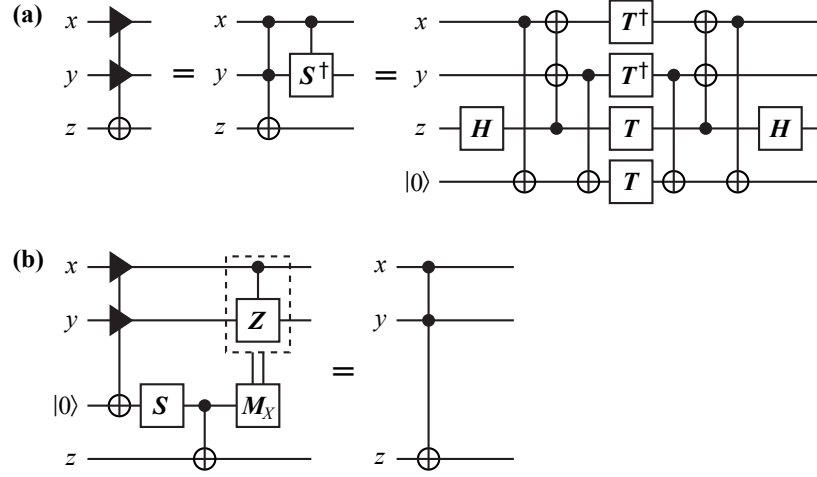 (a)
x x x T†
y = y S† = y T†
z z z H T H
|0⟩ T
(b)
x x
y Z y
=
|0⟩ S M_X
z z